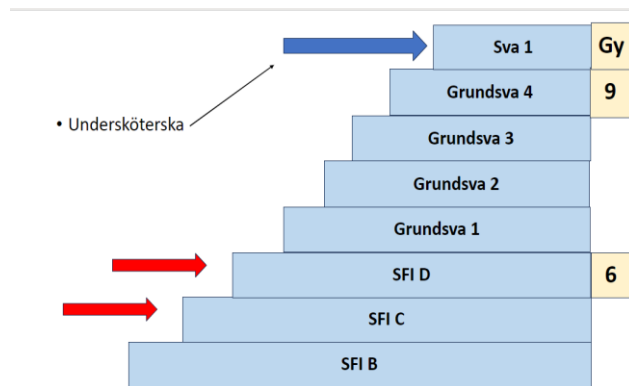 Sva 1 Gy
Grundsva 4 9
• Undersköterska
Grundsva 3
Grundsva 2
Grundsva 1
SFI D 6
SFI C
SFI B